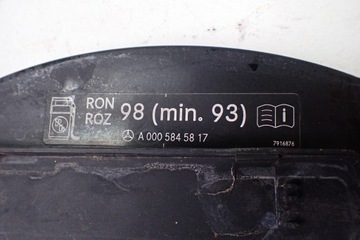 RON
ROZ 98 (min. 93)
A 000 584 58 17
7916876